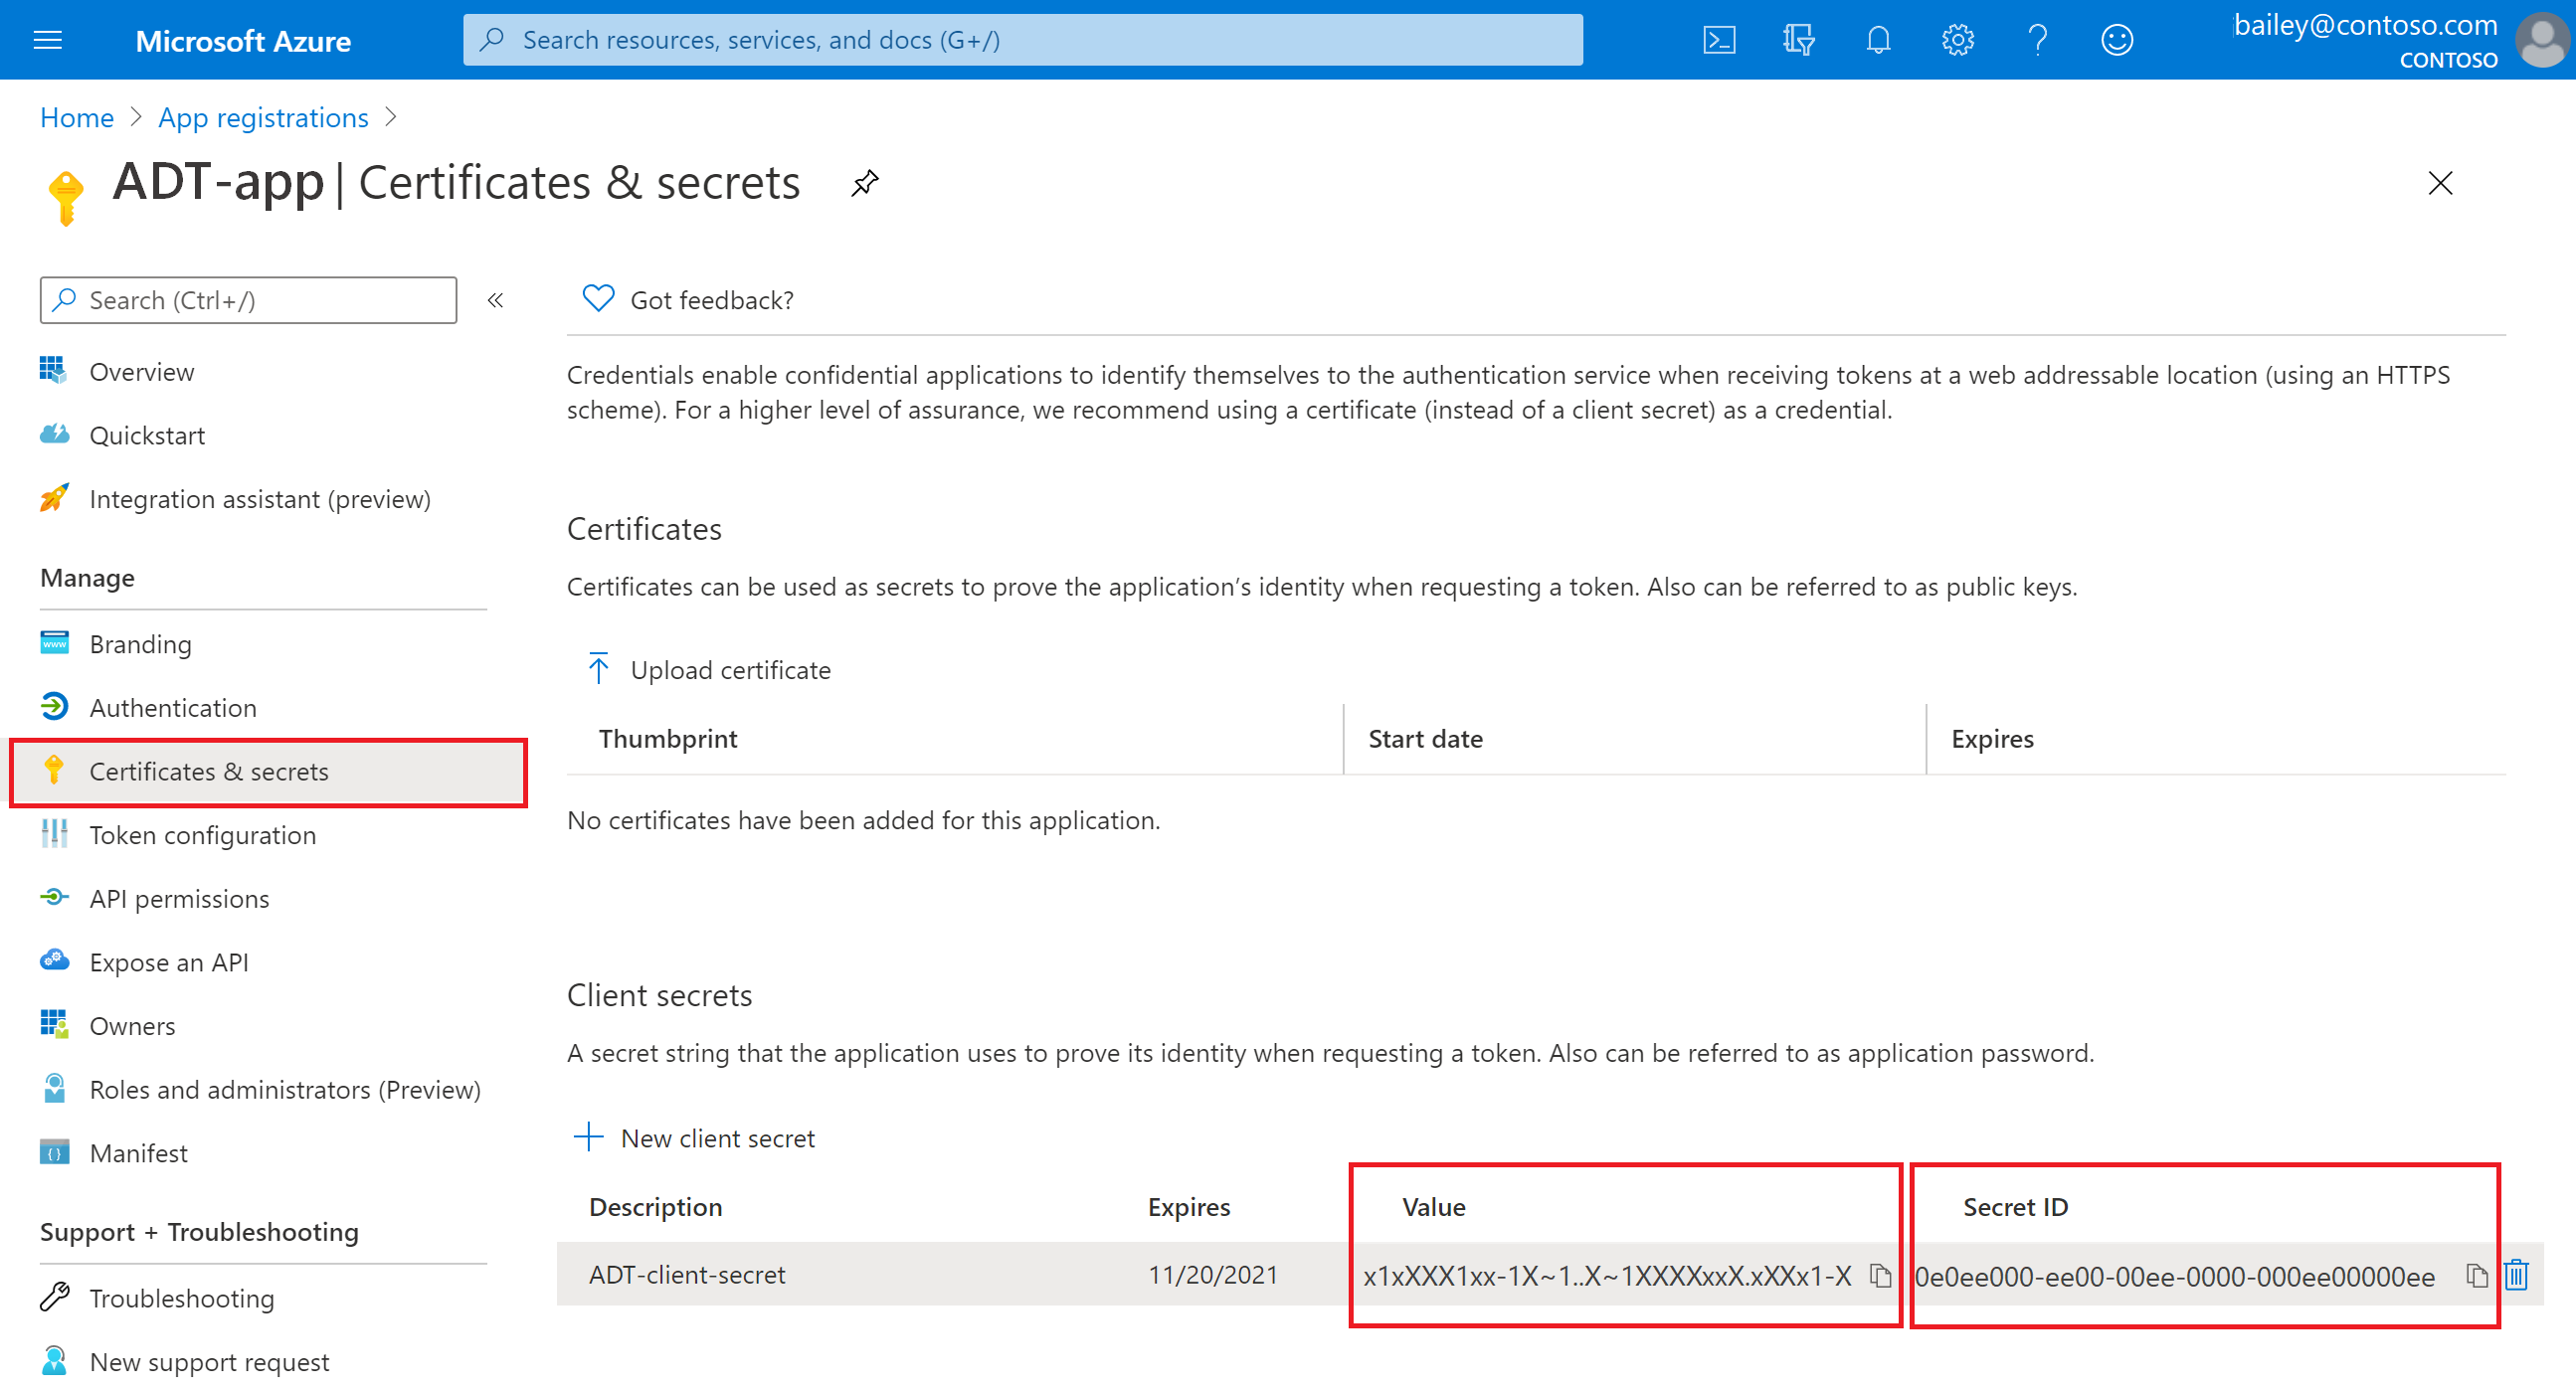 Microsoft Azure
Search resources, services, and docs (G+/)
bailey@contoso.com
CONTOSO
Home > App registrations >
ADT-app | Certificates & secrets
Search (Ctrl+/)
«
Overview
Quickstart
Integration assistant (preview)
Manage
Branding
Authentication
Certificates & secrets
Token configuration
API permissions
Expose an API
Owners
Roles and administrators (Preview)
Manifest
Support + Troubleshooting
Troubleshooting
New support request
Got feedback?
Credentials enable confidential applications to identify themselves to the authentication service when receiving tokens at a web addressable location (using an HTTPS
scheme). For a higher level of assurance, we recommend using a certificate (instead of a client secret) as a credential.
Certificates
Certificates can be used as secrets to prove the application’s identity when requesting a token. Also can be referred to as public keys.
Upload certificate
Thumbprint Start date Expires
No certificates have been added for this application.
Client secrets
A secret string that the application uses to prove its identity when requesting a token. Also can be referred to as application password.
New client secret
Description Expires Value Secret ID
ADT-client-secret 11/20/2021 x1xXXX1xx-1X~1..X~1XXXXxxX.xXXx1-X 0e0ee000-ee00-00ee-0000-000ee00000ee